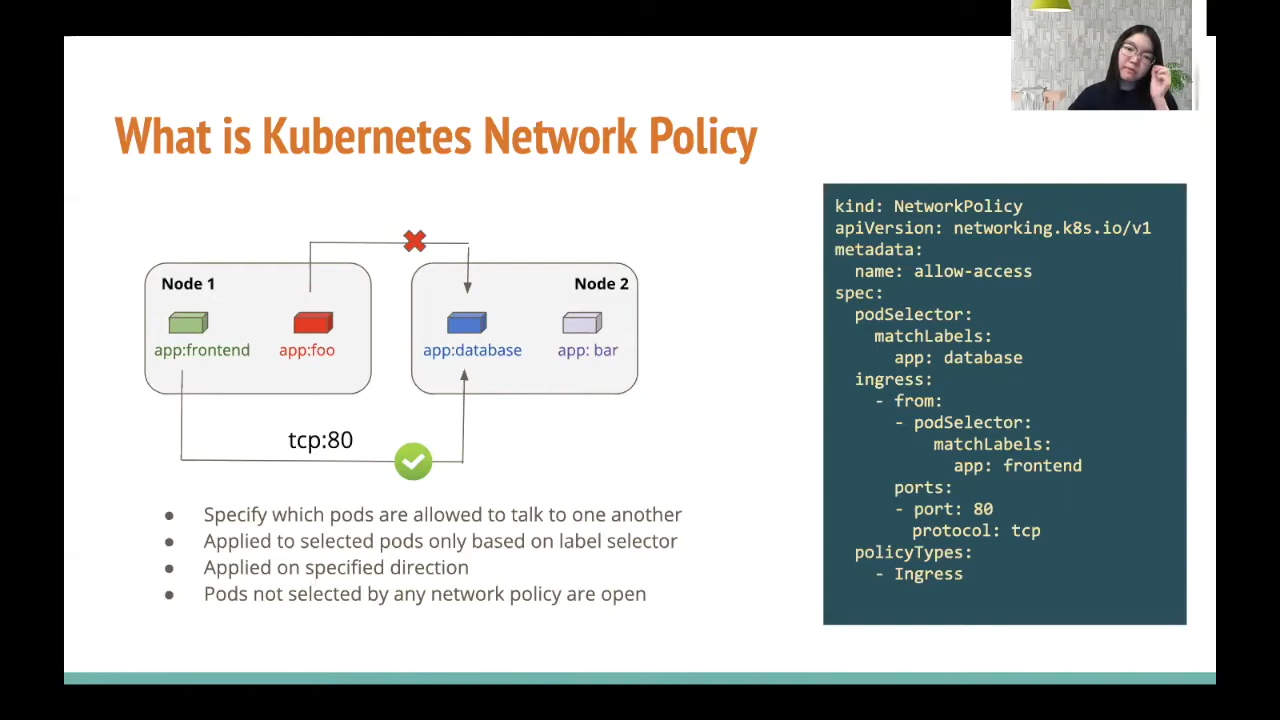 What is Kubernetes Network Policy
Node 1
Node 2
app:frontend
app:foo
app:database
app: bar
tcp:80
● Specify which pods are allowed to talk to one another
● Applied to selected pods only based on label selector
● Applied on specified direction
● Pods not selected by any network policy are open
kind: NetworkPolicy
apiVersion: networking.k8s.io/v1
metadata:
  name: allow-access
spec:
  podSelector:
    matchLabels:
      app: database
  ingress:
    - from:
      - podSelector:
          matchLabels:
            app: frontend
      ports:
      - port: 80
        protocol: tcp
  policyTypes:
    - Ingress